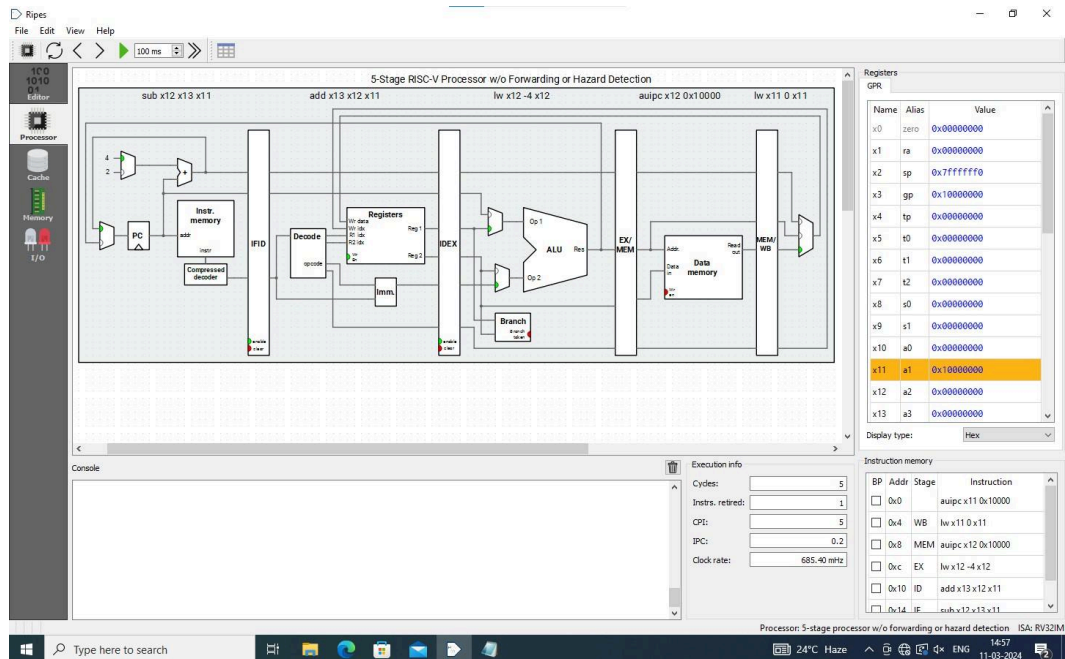 Ripes
File Edit View Help
100 ms
Editor
Processor
Cache
Memory
I/O
5-Stage RISC-V Processor w/o Forwarding or Hazard Detection
sub x12 x13 x11 add x13 x12 x11 lw x12 -4 x12 auipc x12 0x10000 lw x11 0 x11
4
2
+
PC
Instr. memory
addr
instr
Compressed decoder
IFID
Decode
opcode
Registers
Wr data
Wr idx
R1 idx
R2 idx
Wr En
Reg 1
Reg 2
Imm.
IDEX
Op 1
Op 2
ALU
Res
Branch
Branch taken
enable
clear
enable
clear
EX/MEM
Data memory
Addr.
Data in
Wr en
Read out
MEM/WB
Registers
GPR
Name Alias Value
x0 zero 0x00000000
x1 ra 0x00000000
x2 sp 0x7ffffff0
x3 gp 0x10000000
x4 tp 0x00000000
x5 t0 0x00000000
x6 t1 0x00000000
x7 t2 0x00000000
x8 s0 0x00000000
x9 s1 0x00000000
x10 a0 0x00000000
x11 a1 0x10000000
x12 a2 0x00000000
x13 a3 0x00000000
Display type: Hex
Console
Execution info
Cycles: 5
Instrs. retired: 1
CPI: 5
IPC: 0.2
Clock rate: 685.40 mHz
Instruction memory
BP Addr Stage Instruction
0x0 auipc x11 0x10000
0x4 WB lw x11 0 x11
0x8 MEM auipc x12 0x10000
0xc EX lw x12 -4 x12
0x10 ID add x13 x12 x11
0x14 IF sub x12 x13 x11
Processor: 5-stage processor w/o forwarding or hazard detection ISA: RV32IM
Type here to search
24°C Haze
ENG
14:57
11-03-2024
2